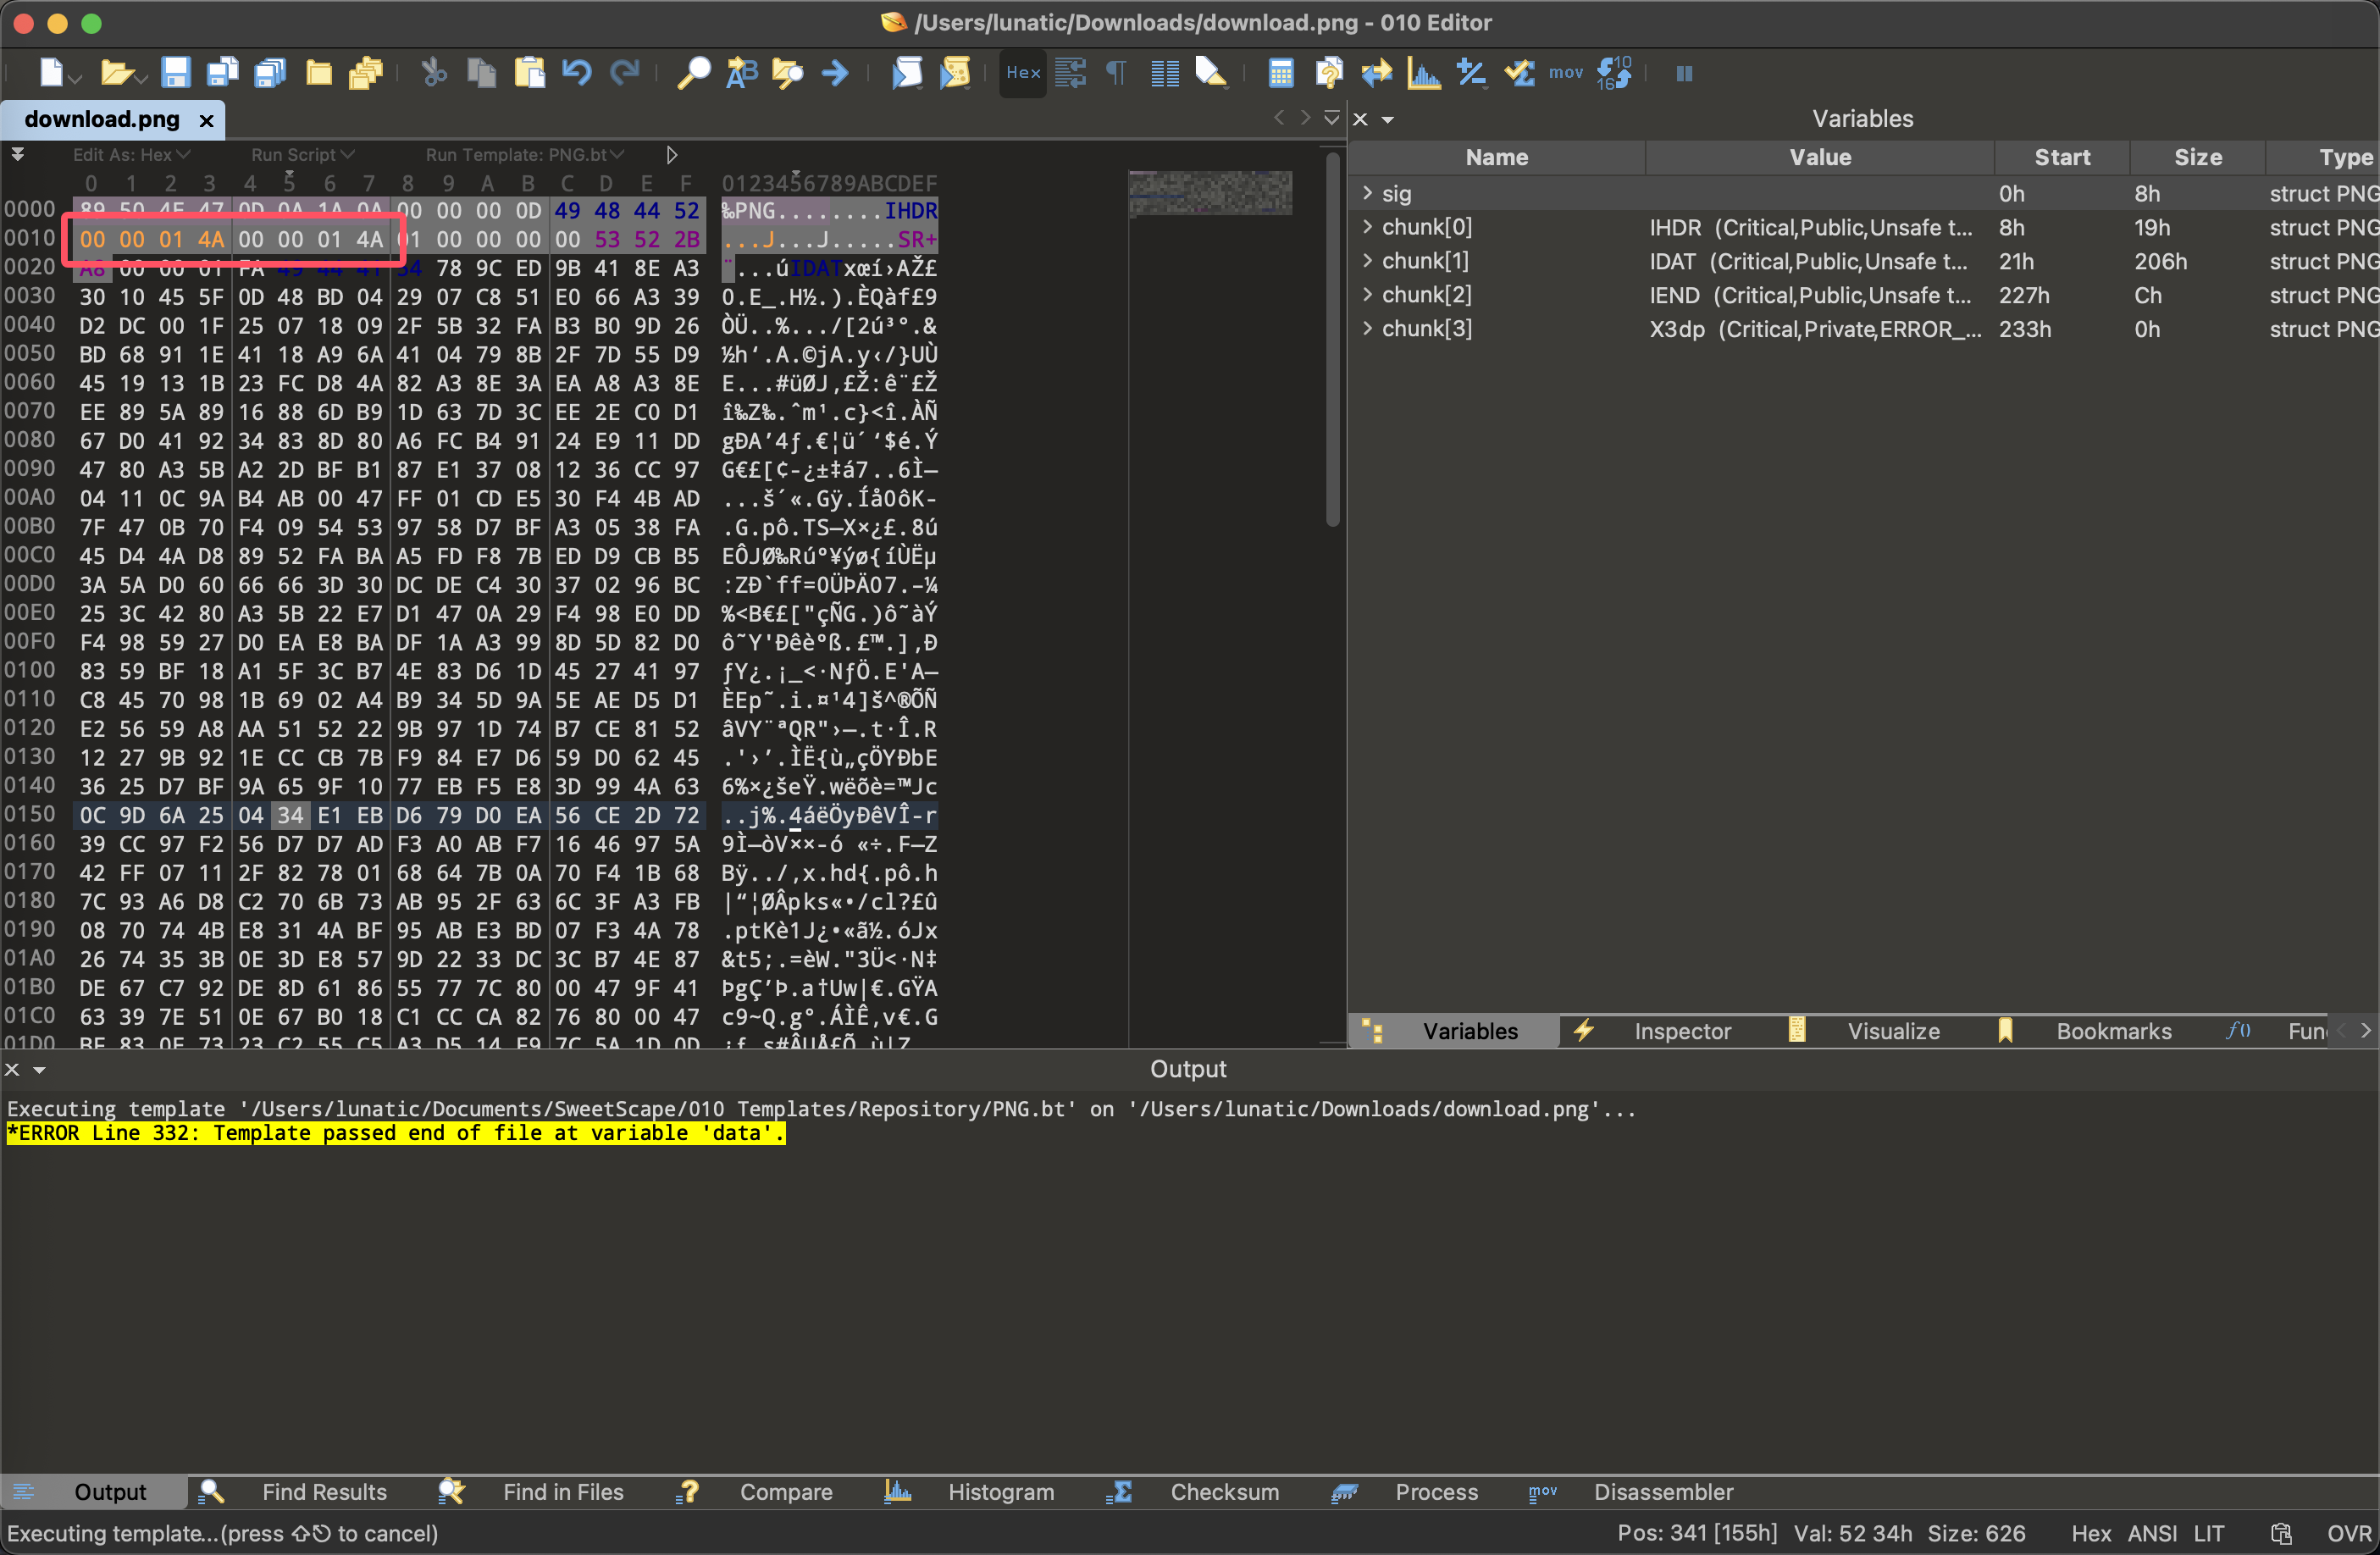 /Users/lunatic/Downloads/download.png - 010 Editor
Hex
mov
10
16
download.png
Edit As: Hex
Run Script
Run Template: PNG.bt
0 1 2 3 4 5 6 7 8 9 A B C D E F 0123456789ABCDEF
0000 89 50 4E 47 0D 0A 1A 0A 00 00 00 0D 49 48 44 52 ‰PNG........IHDR
0010 00 00 01 4A 00 00 01 4A 01 00 00 00 00 53 52 2B ...J...J.....SR+
0020 A8 00 00 01 FA 49 44 41 54 78 9C ED 9B 41 8E A3 ¨...úIDATxœí›AŽ£
0030 30 10 45 5F 0D 48 BD 04 29 07 C8 51 E0 66 A3 39 0.E_.H½.).ÈQàf£9
0040 D2 DC 00 1F 25 07 18 09 2F 5B 32 FA B3 B0 9D 26 ÒÜ..%.../[2ú³°.&
0050 BD 68 91 1E 41 18 A9 6A 41 04 79 8B 2F 7D 55 D9 ½h‘.A.©jA.y‹/}UÙ
0060 45 19 13 1B 23 FC D8 4A 82 A3 8E 3A EA A8 A3 8E E...#üØJ‚£Ž:ê¨£Ž
0070 EE 89 5A 89 16 88 6D B9 1D 63 7D 3C EE 2E C0 D1 î‰Z‰.ˆm¹.c}<î.ÀÑ
0080 67 D0 41 92 34 83 8D 80 A6 FC B4 91 24 E9 11 DD gÐA’4ƒ.€¦ü´‘$é.Ý
0090 47 80 A3 5B A2 2D BF B1 87 E1 37 08 12 36 CC 97 G€£[¢-¿±‡á7..6Ì—
00A0 04 11 0C 9A B4 AB 00 47 FF 01 CD E5 30 F4 4B AD ...š´«.Gÿ.Íå0ôK-
00B0 7F 47 0B 70 F4 09 54 53 97 58 D7 BF A3 05 38 FA .G.pô.TS—X×¿£.8ú
00C0 45 D4 4A D8 89 52 FA BA A5 FD F8 7B ED D9 CB B5 EÔJØ‰Rúº¥ýø{íÙËµ
00D0 3A 5A D0 60 66 66 3D 30 DC DE C4 30 37 02 96 BC :ZÐ`ff=0ÜÞÄ07.–¼
00E0 25 3C 42 80 A3 5B 22 E7 D1 47 0A 29 F4 98 E0 DD %<B€£["çÑG.)ô˜àÝ
00F0 F4 98 59 27 D0 EA E8 BA DF 1A A3 99 8D 5D 82 D0 ô˜Y'Ðêèºß.£™.]‚Ð
0100 83 59 BF 18 A1 5F 3C B7 4E 83 D6 1D 45 27 41 97 ƒY¿.¡_<·NƒÖ.E'A—
0110 C8 45 70 98 1B 69 02 A4 B9 34 5D 9A 5E AE D5 D1 ÈEp˜.i.¤¹4]š^®ÕÑ
0120 E2 56 59 A8 AA 51 52 22 9B 97 1D 74 B7 CE 81 52 âVY¨ªQR"›—.t·Î.R
0130 12 27 9B 92 1E CC CB 7B F9 84 E7 D6 59 D0 62 45 .'›’.ÌË{ù„çÖYÐbE
0140 36 25 D7 BF 9A 65 9F 10 77 EB F5 E8 3D 99 4A 63 6%×¿šeŸ.wëõè=™Jc
0150 0C 9D 6A 25 04 34 E1 EB D6 79 D0 EA 56 CE 2D 72 ..j%.4áëÖyÐêVÎ-r
0160 39 CC 97 F2 56 D7 D7 AD F3 A0 AB F7 16 46 97 5A 9Ì—òV××-ó «÷.F—Z
0170 42 FF 07 11 2F 82 78 01 68 64 7B 0A 70 F4 1B 68 Bÿ../‚x.hd{.pô.h
0180 7C 93 A6 D8 C2 70 6B 73 AB 95 2F 63 6C 3F A3 FB |“¦ØÂpks«•/cl?£û
0190 08 70 74 4B E8 31 4A BF 95 AB E3 BD 07 F3 4A 78 .ptKè1J¿•«ã½.óJx
01A0 26 74 35 3B 0E 3D E8 57 9D 22 33 DC 3C B7 4E 87 &t5;.=èW."3Ü<·N‡
01B0 DE 67 C7 92 DE 8D 61 86 55 77 7C 80 00 47 9F 41 ÞgÇ’Þ.a†Uw|€.GŸA
01C0 63 39 7E 51 0E 67 B0 18 C1 CC CA 82 76 80 00 47 c9~Q.g°.ÁÌÊ‚v€.G
01D0 BF 83 0E 73 23 C2 55 C5 A3 D5 14 F9 7C 5A 1D 0D
Variables
Name Value Start Size Type
sig 0h 8h struct PNG
chunk[0] IHDR (Critical,Public,Unsafe t... 8h 19h struct PNG
chunk[1] IDAT (Critical,Public,Unsafe t... 21h 206h struct PNG
chunk[2] IEND (Critical,Public,Unsafe t... 227h Ch struct PNG
chunk[3] X3dp (Critical,Private,ERROR_... 233h 0h struct PNG
Variables Inspector Visualize Bookmarks f() Fun
Output
Executing template '/Users/lunatic/Documents/SweetScape/010 Templates/Repository/PNG.bt' on '/Users/lunatic/Downloads/download.png'...
*ERROR Line 332: Template passed end of file at variable 'data'.
Output Find Results Find in Files Compare Histogram Checksum Process mov Disassembler
Executing template...(press ⇧⎋ to cancel) Pos: 341 [155h] Val: 52 34h Size: 626 Hex ANSI LIT OVR